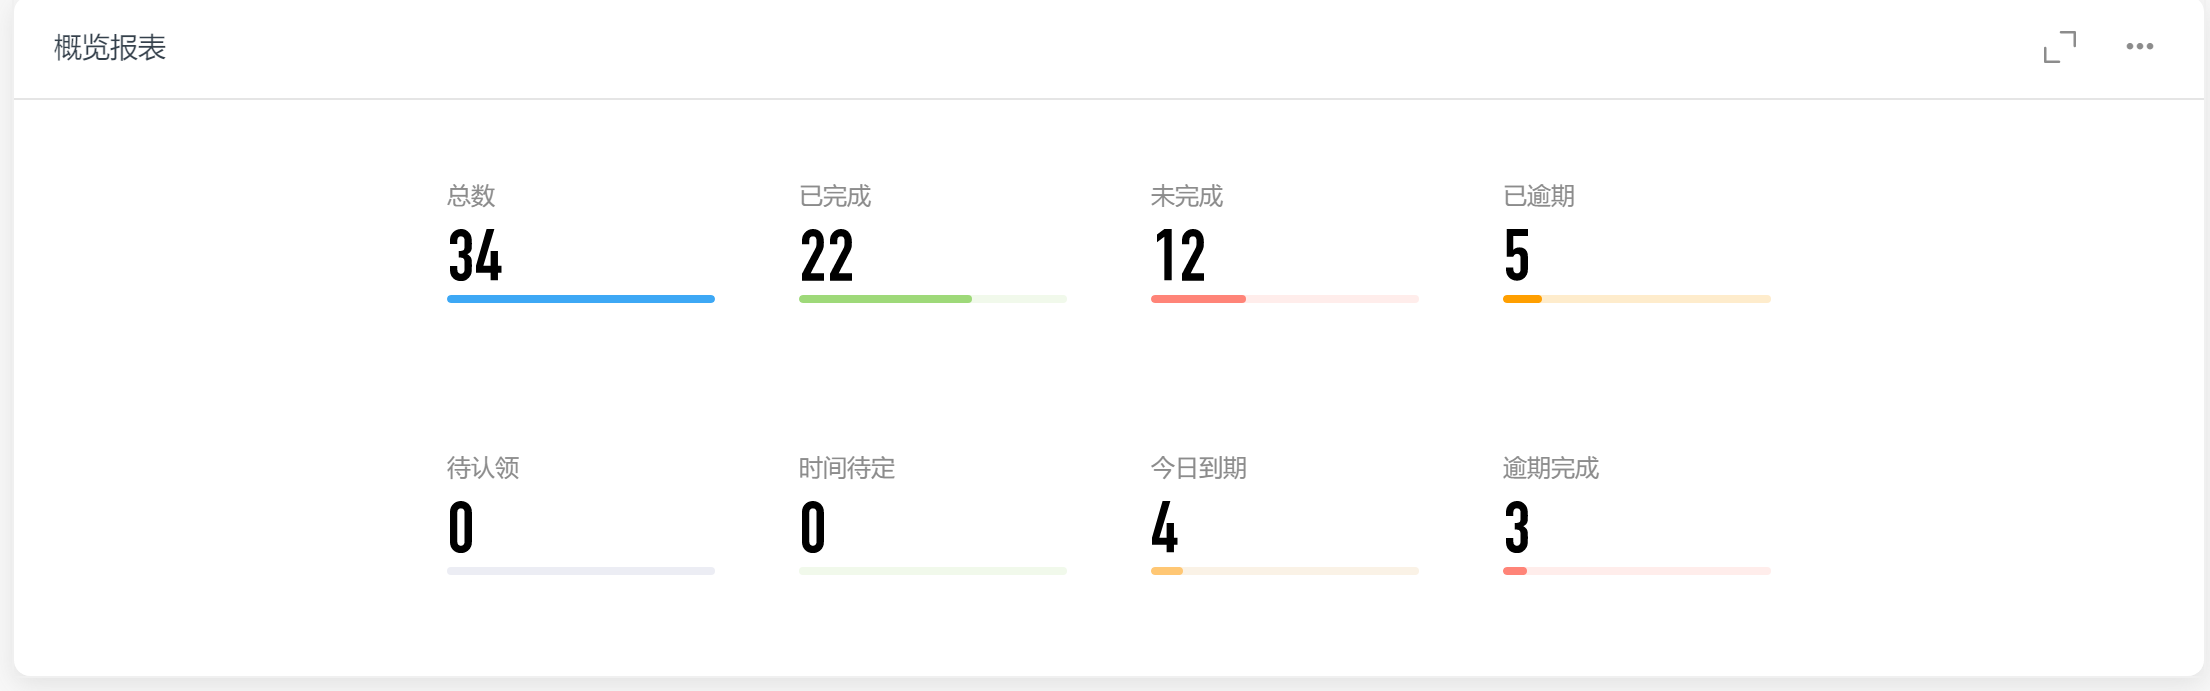 概览报表
总数 已完成 未完成 已逾期
34 22 12 5
待认领 时间待定 今日到期 逾期完成
0 0 4 3